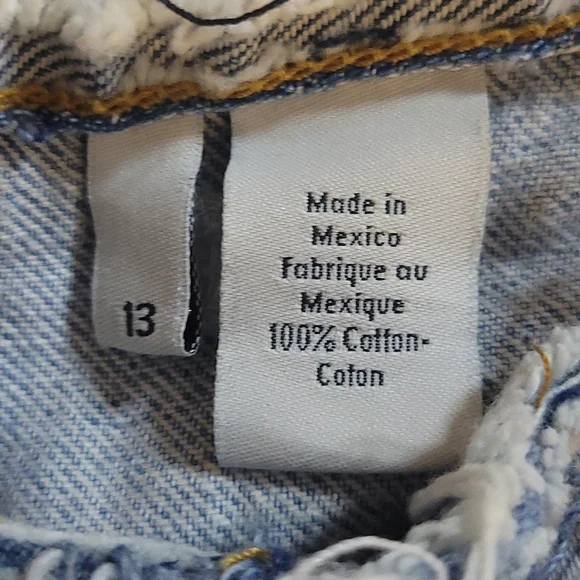 13
Made in
Mexico
Fabrique au
Mexique
100% Cotton-
Coton